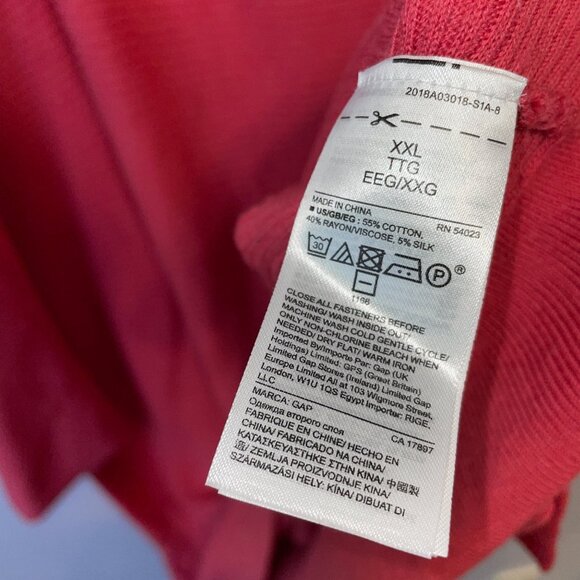 2018A03018-S1A-8
XXL
TTG
EEG/XXG
MADE IN CHINA RN 54023
■ US/GB/EG : 55% COTTON,
40% RAYON/VISCOSE, 5% SILK
30 P ®
1166
CLOSE ALL FASTENERS BEFORE
WASHING/ WASH INSIDE OUT/
MACHINE WASH COLD GENTLE CYCLE/
ONLY NON-CHLORINE BLEACH WHEN
NEEDED/ DRY FLAT/ WARM IRON
Imported By/Importe Par: Gap (UK
Holdings) Limited. GPS (Great Britain)
Limited Gap Stores (Ireland) Limited Gap
Europe Limited All at 103 Wigmore Street,
London, W1U 1QS Egypt Importer: RIGE.
LLC
MARCA: GAP
Одежда второго слоя CA 17897
FABRIQUE EN CHINE/ HECHO EN
CHINA/ FABRICADO NA CHINA/
ΚΑΤΑΣΚΕΥΑΣΤΗΚΕ ΣΤΗΝ ΚΙΝΑ/ 中國製
造/ ZEMLJA PROIZVODNJE KINA/
SZÁRMAZÁSI HELY: KÍNA/ DIBUAT DI